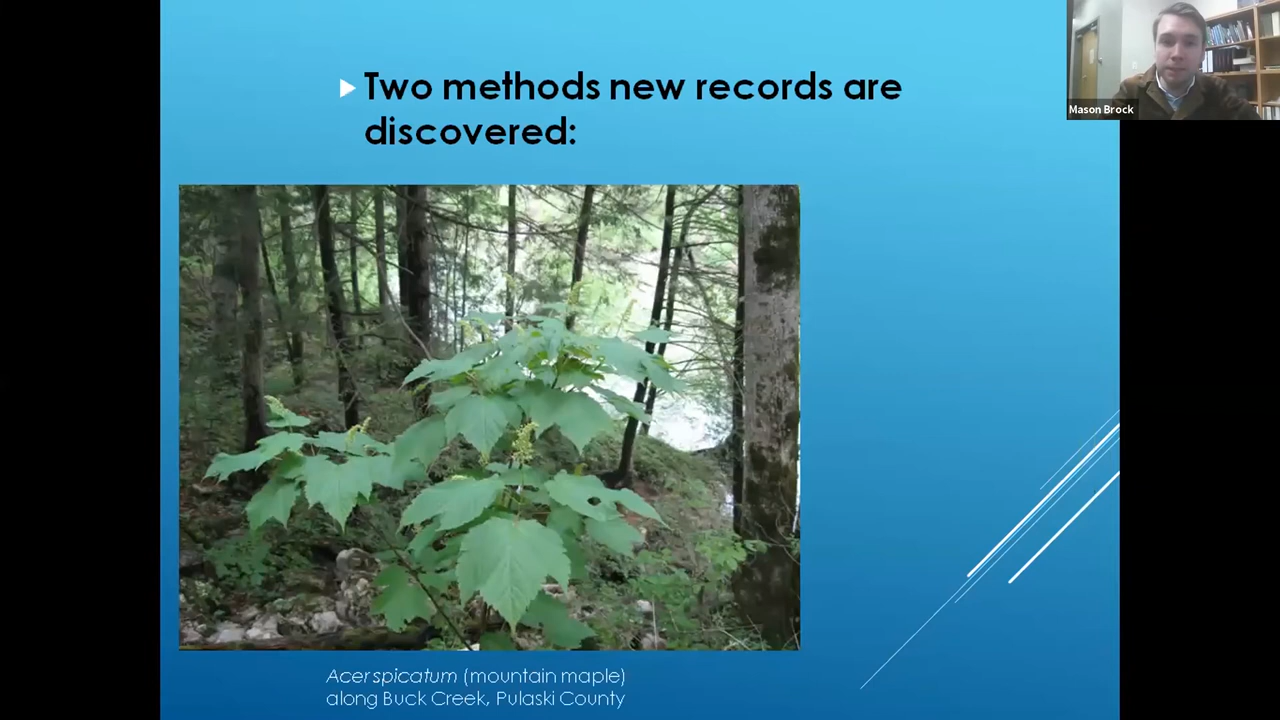 Two methods new records are
discovered:
Mason Brock
Acer spicatum (mountain maple)
along Buck Creek, Pulaski County